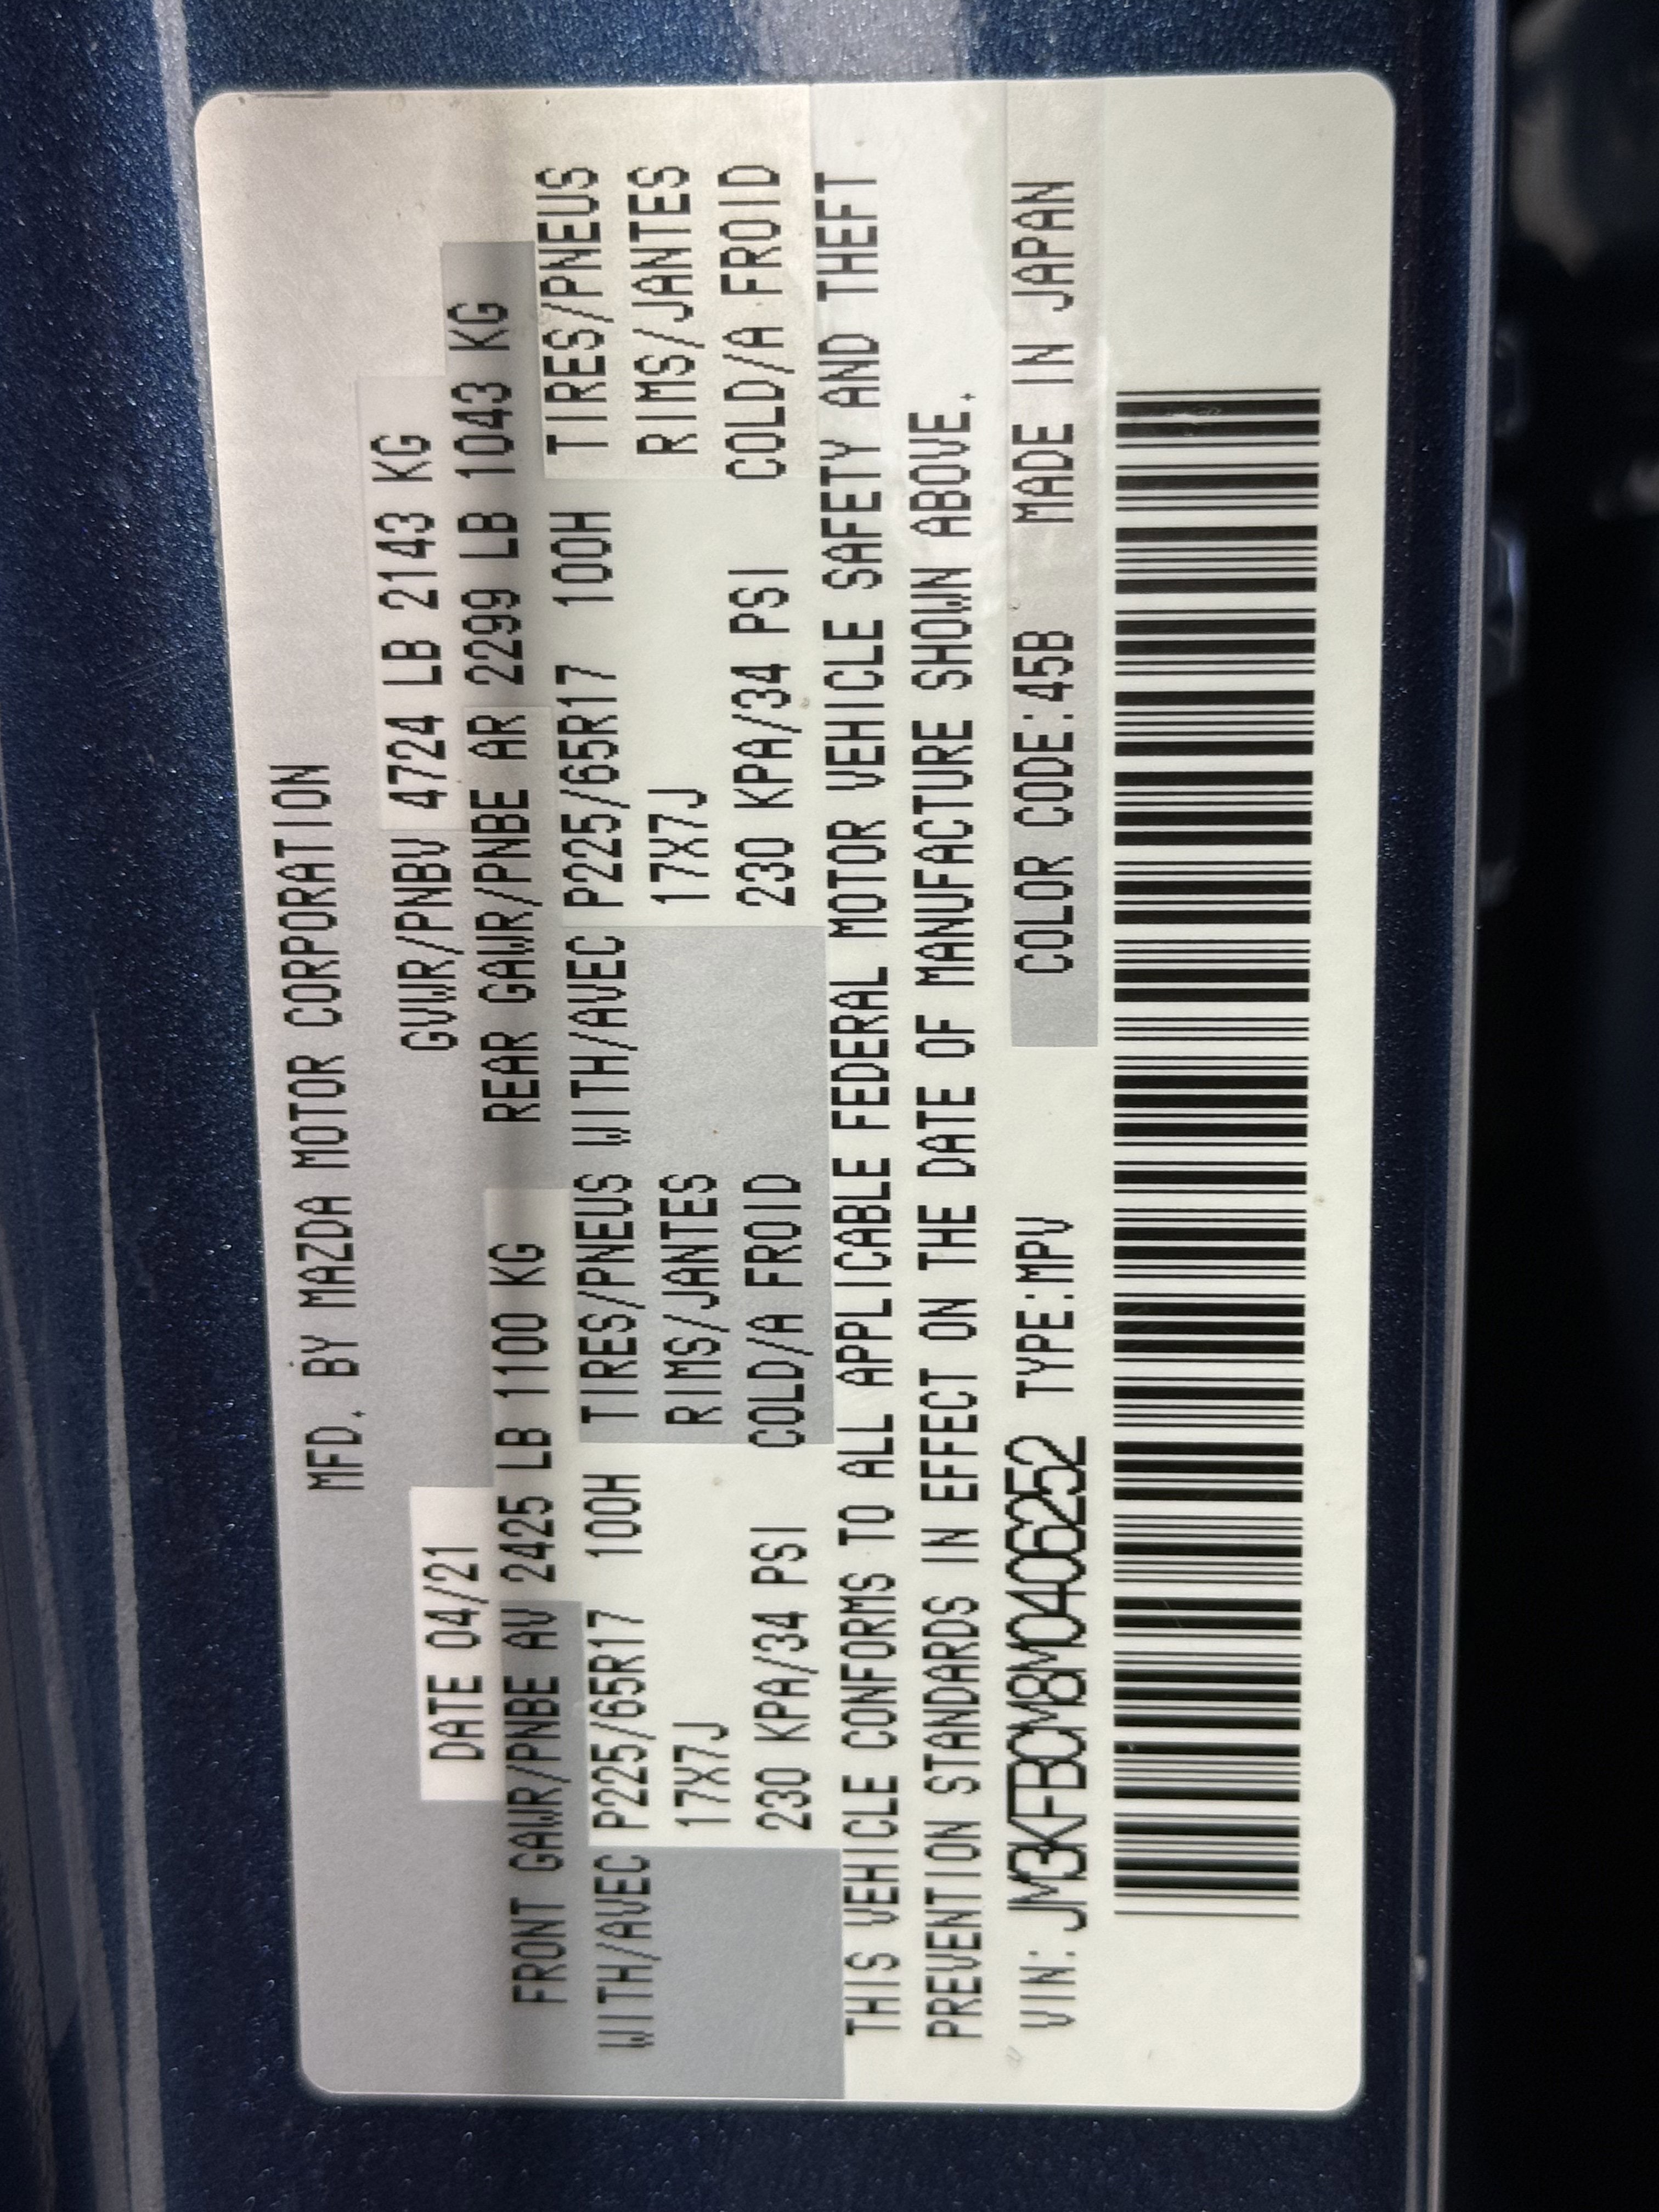 MFD. BY MAZDA MOTOR CORPORATION
DATE 04/21 GVWR/PNBV 4724 LB 2143 KG
FRONT GAWR/PNBE AV 2425 LB 1100 KG REAR GAWR/PNBE AR 2299 LB 1043 KG
WITH/AVEC P225/65R17 100H TIRES/PNEUS WITH/AVEC P225/65R17 100H TIRES/PNEUS
17X7J RIMS/JANTES 17X7J RIMS/JANTES
230 KPA/34 PSI COLD/A FROID 230 KPA/34 PSI COLD/A FROID
THIS VEHICLE CONFORMS TO ALL APPLICABLE FEDERAL MOTOR VEHICLE SAFETY AND THEFT
PREVENTION STANDARDS IN EFFECT ON THE DATE OF MANUFACTURE SHOWN ABOVE.
VIN: JM3KFBCM8M0406252 TYPE:MPV COLOR CODE:45B MADE IN JAPAN